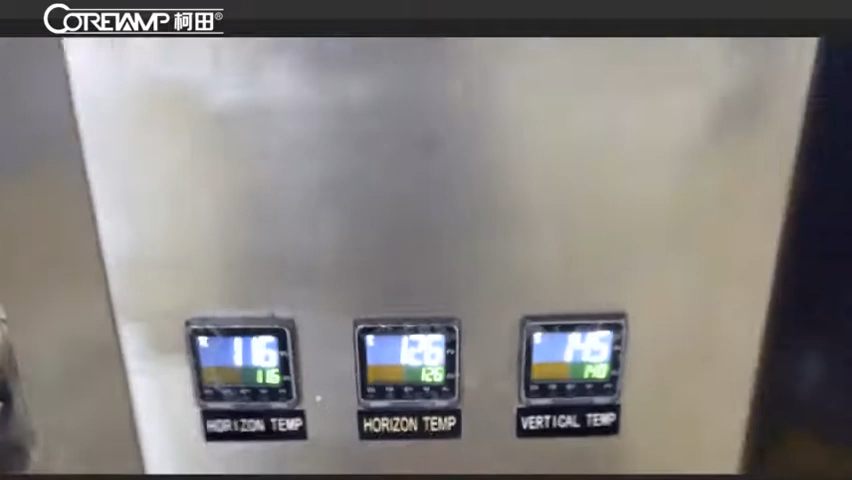 CORETAMP 柯田®
116
116
HORIZON TEMP
126
126
HORIZON TEMP
145
140
VERTICAL TEMP